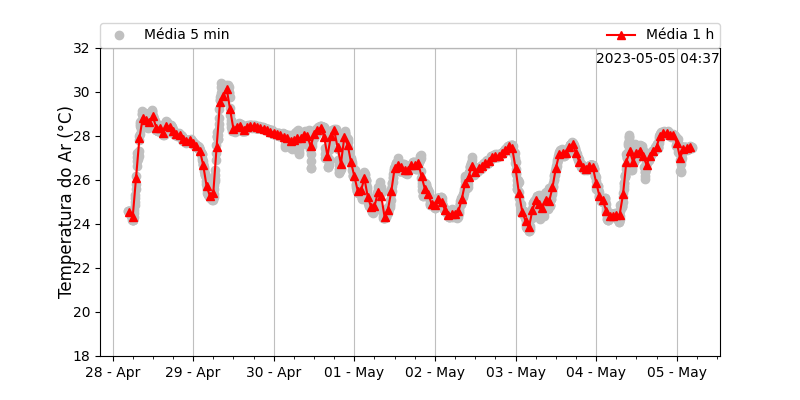 Média 5 min
Média 1 h
2023-05-05 04:37
Temperatura do Ar (°C)
32
30
28
26
24
22
20
18
28 - Apr
29 - Apr
30 - Apr
01 - May
02 - May
03 - May
04 - May
05 - May